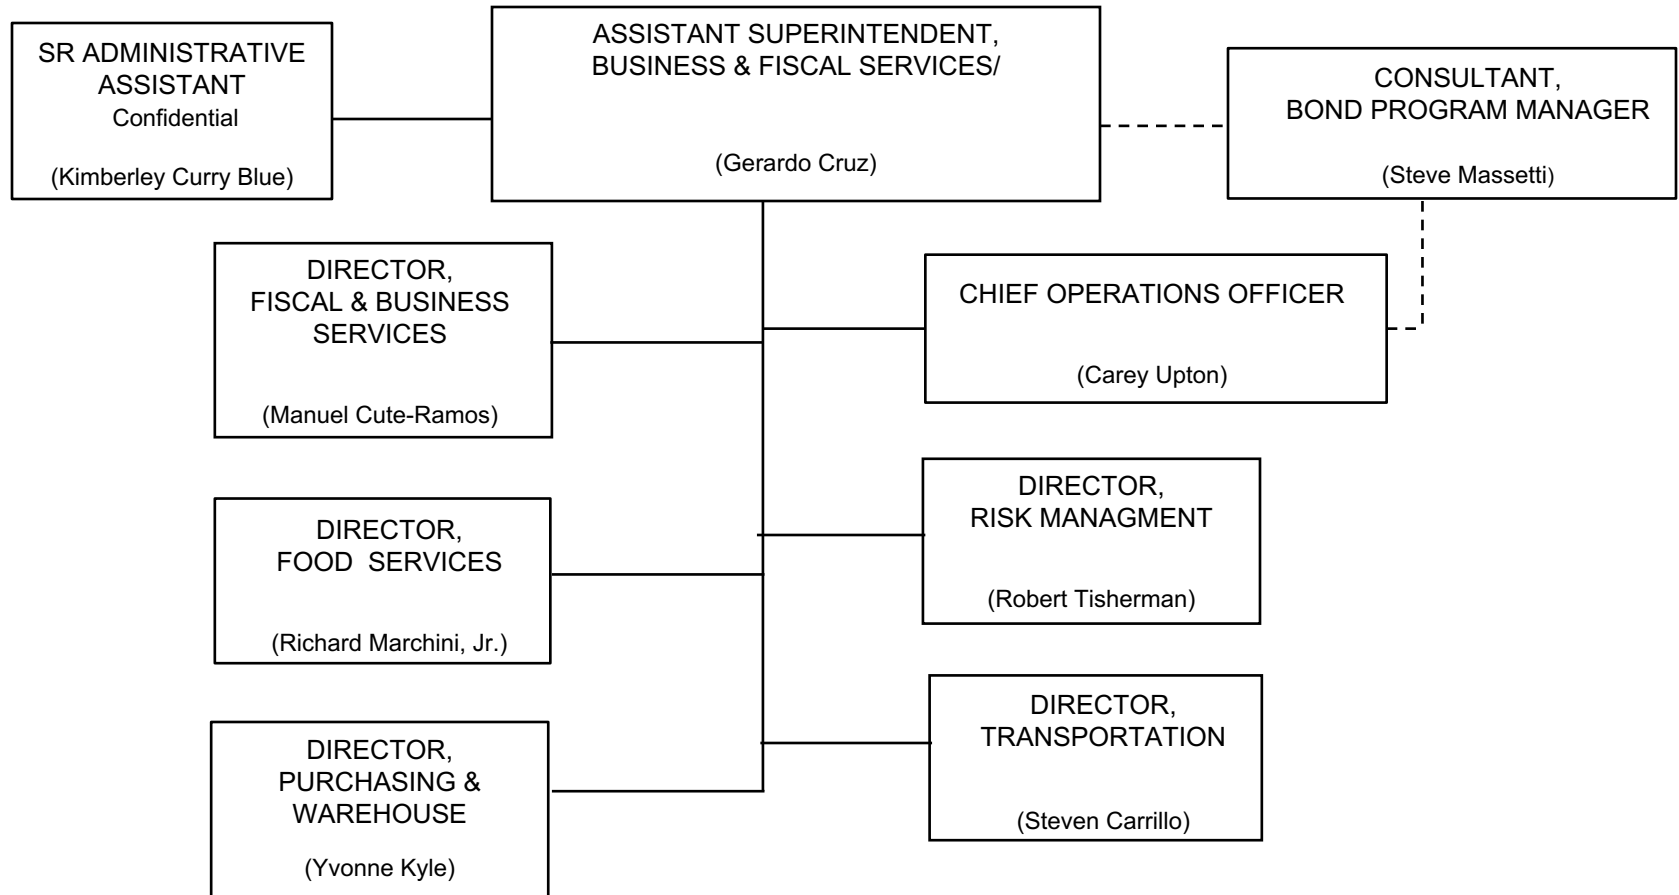 SR ADMINISTRATIVE
ASSISTANT
Confidential
(Kimberley Curry Blue)
ASSISTANT SUPERINTENDENT,
BUSINESS & FISCAL SERVICES/
(Gerardo Cruz)
CONSULTANT,
BOND PROGRAM MANAGER
(Steve Massetti)
DIRECTOR,
FISCAL & BUSINESS
SERVICES
(Manuel Cute-Ramos)
CHIEF OPERATIONS OFFICER
(Carey Upton)
DIRECTOR,
FOOD  SERVICES
(Richard Marchini, Jr.)
DIRECTOR,
RISK MANAGMENT
(Robert Tisherman)
DIRECTOR,
PURCHASING &
WAREHOUSE
(Yvonne Kyle)
DIRECTOR,
TRANSPORTATION
(Steven Carrillo)